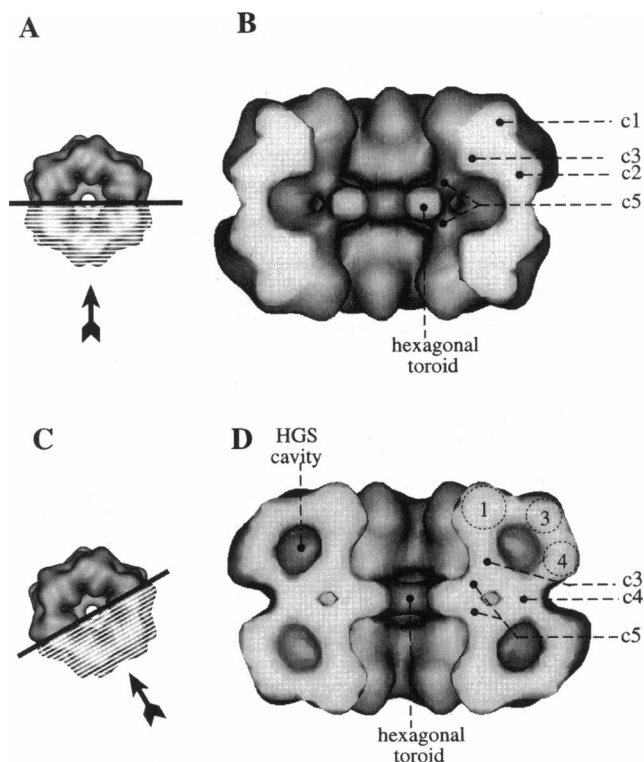 A
B
c1
c3
c2
c5
hexagonal
toroid
C
D
HGS
cavity
1
3
4
c3
c4
c5
hexagonal
toroid